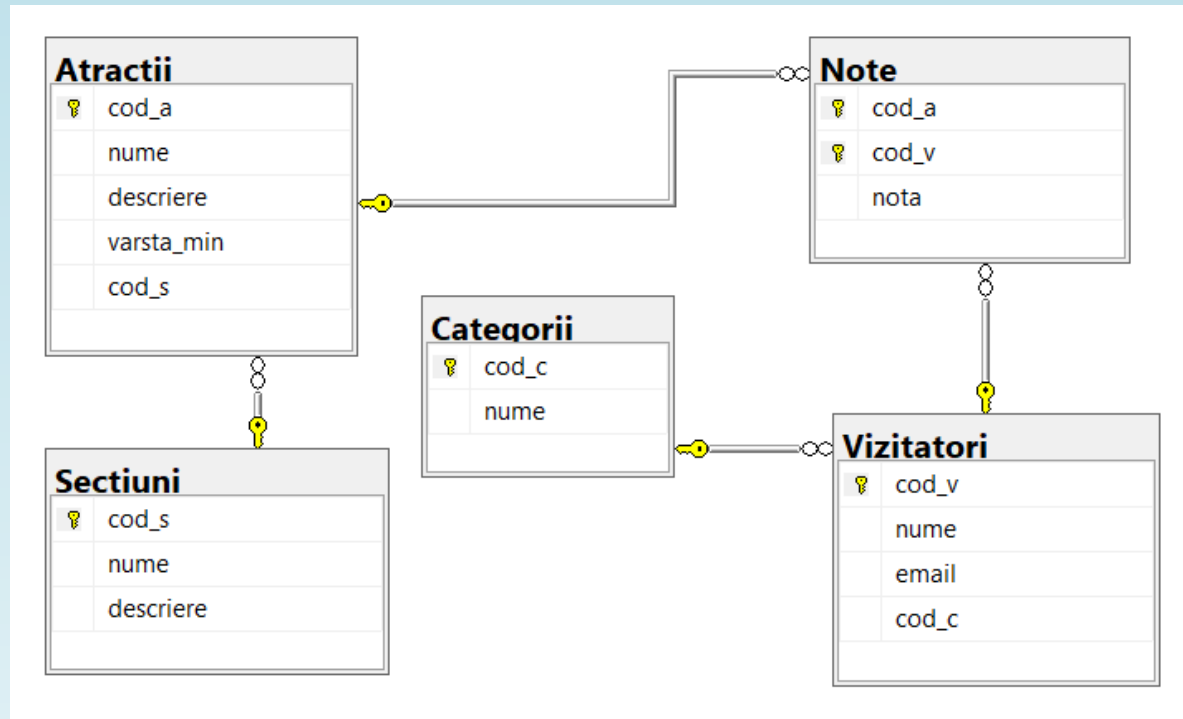 Atractii
cod_a
nume
descriere
varsta_min
cod_s
Note
cod_a
cod_v
nota
Categorii
cod_c
nume
Sectiuni
cod_s
nume
descriere
Vizitatori
cod_v
nume
email
cod_c